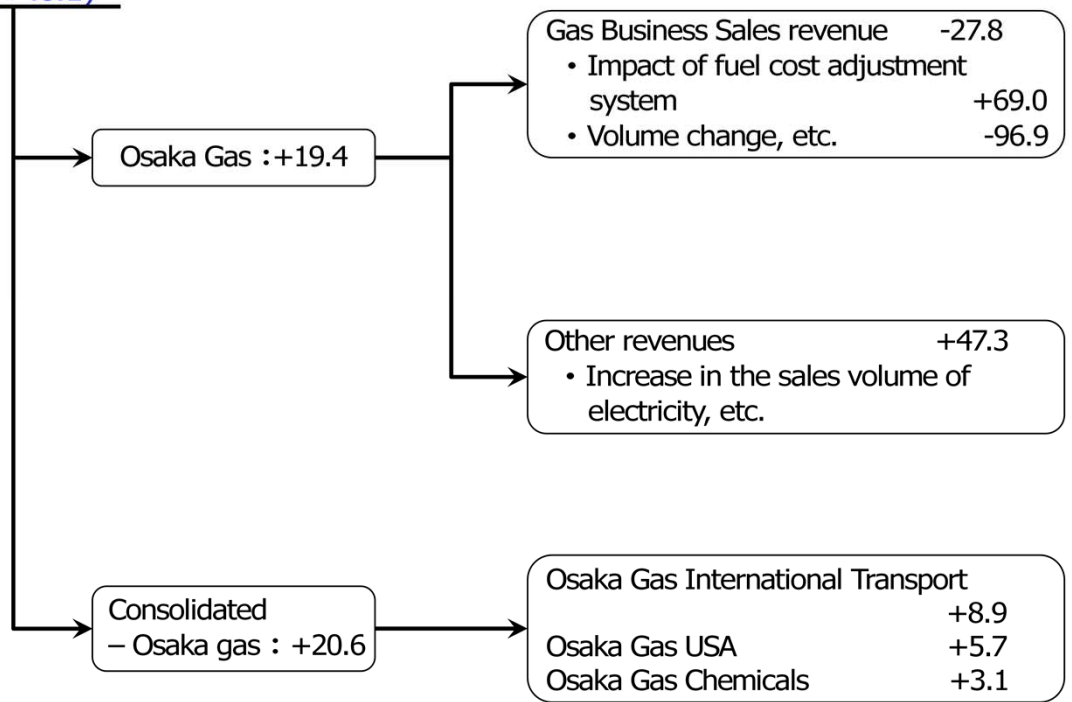 Gas Business Sales revenue -27.8
・Impact of fuel cost adjustment
system +69.0
・Volume change, etc. -96.9
Osaka Gas：+19.4
Other revenues +47.3
・Increase in the sales volume of
electricity, etc.
Consolidated
– Osaka gas：+20.6
Osaka Gas International Transport
+8.9
Osaka Gas USA +5.7
Osaka Gas Chemicals +3.1